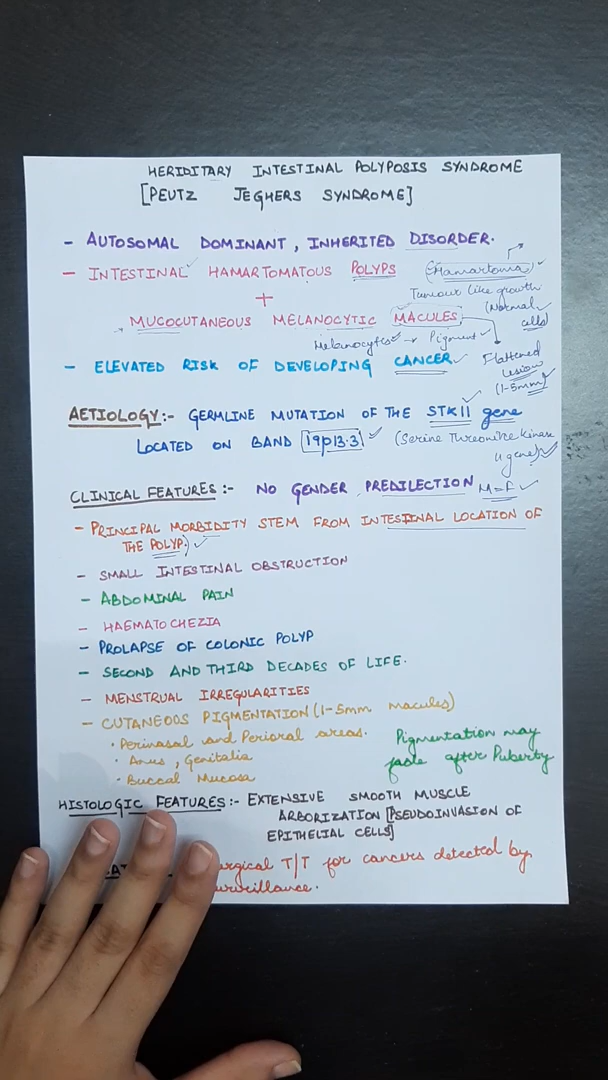 HERIDITARY INTESTINAL POLYPOSIS SYNDROME
[PEUTZ JEGHERS SYNDROME]
- AUTOSOMAL DOMINANT, INHERITED DISORDER.
- INTESTINAL HAMARTOMATOUS POLYPS (Hamartoma)
Tumour like growth
+
(Normal cells)
MUCOCUTANEOUS MELANOCYTIC MACULES
Melanocytes → Pigment
Flattened lesion (1-5mm)
- ELEVATED RISK OF DEVELOPING CANCER
AETIOLOGY:- GERMLINE MUTATION OF THE STK11 gene
LOCATED ON BAND 19p13.3 (Serine Threonine kinase
11 gene)
CLINICAL FEATURES:- NO GENDER PREDILECTION M=F
- PRINCIPAL MORBIDITY STEM FROM INTESTINAL LOCATION OF
THE POLYP.
- SMALL INTESTINAL OBSTRUCTION
- ABDOMINAL PAIN
- HAEMATOCHEZIA
- PROLAPSE OF COLONIC POLYP
- SECOND AND THIRD DECADES OF LIFE.
- MENSTRUAL IRREGULARITIES
- CUTANEOUS PIGMENTATION (1-5mm macules)
• Perinasal and Perioral areas.
• Anus, Genitalia
• Buccal Mucosa
Pigmentation may
fade after Puberty
HISTOLOGIC FEATURES:- EXTENSIVE SMOOTH MUSCLE
ARBORIZATION [PSEUDOINVASION OF
EPITHELIAL CELLS]
T/T for cancers detected by